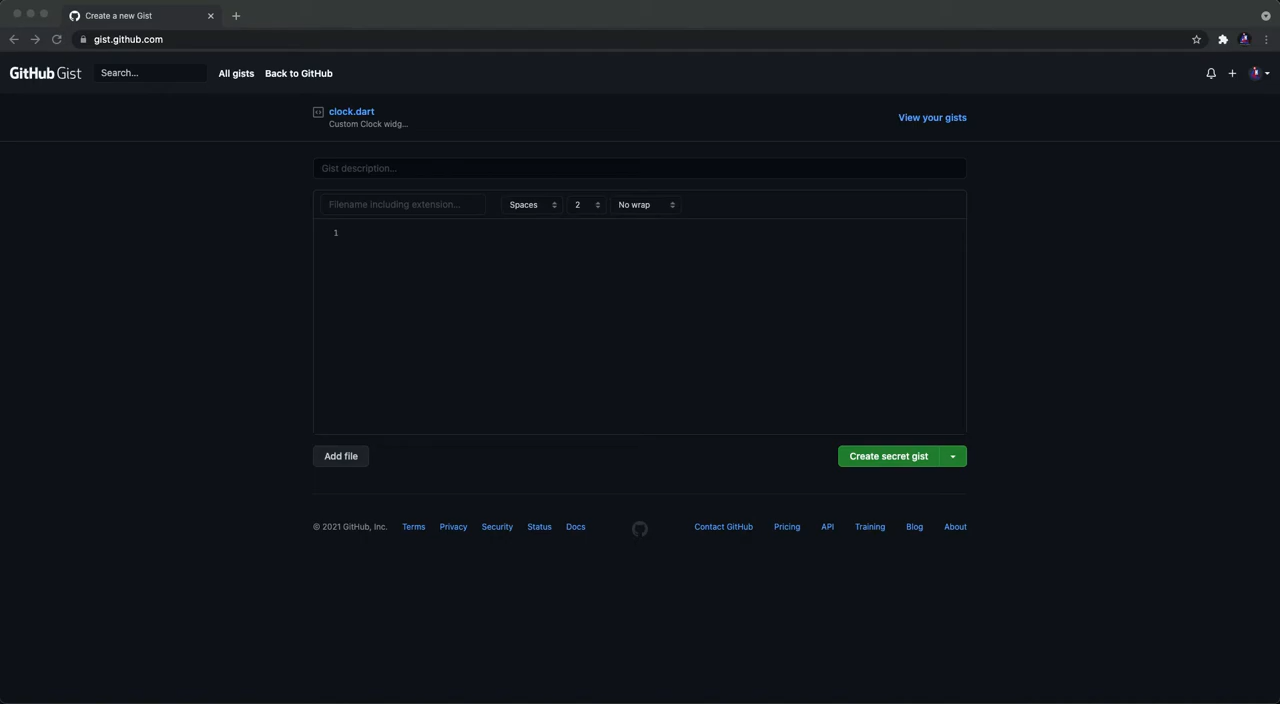 Create a new Gist
gist.github.com
GitHub Gist Search... All gists Back to GitHub
clock.dart
Custom Clock widg...
View your gists
Gist description...
Filename including extension... Spaces 2 No wrap
1
Add file Create secret gist
© 2021 GitHub, Inc. Terms Privacy Security Status Docs Contact GitHub Pricing API Training Blog About